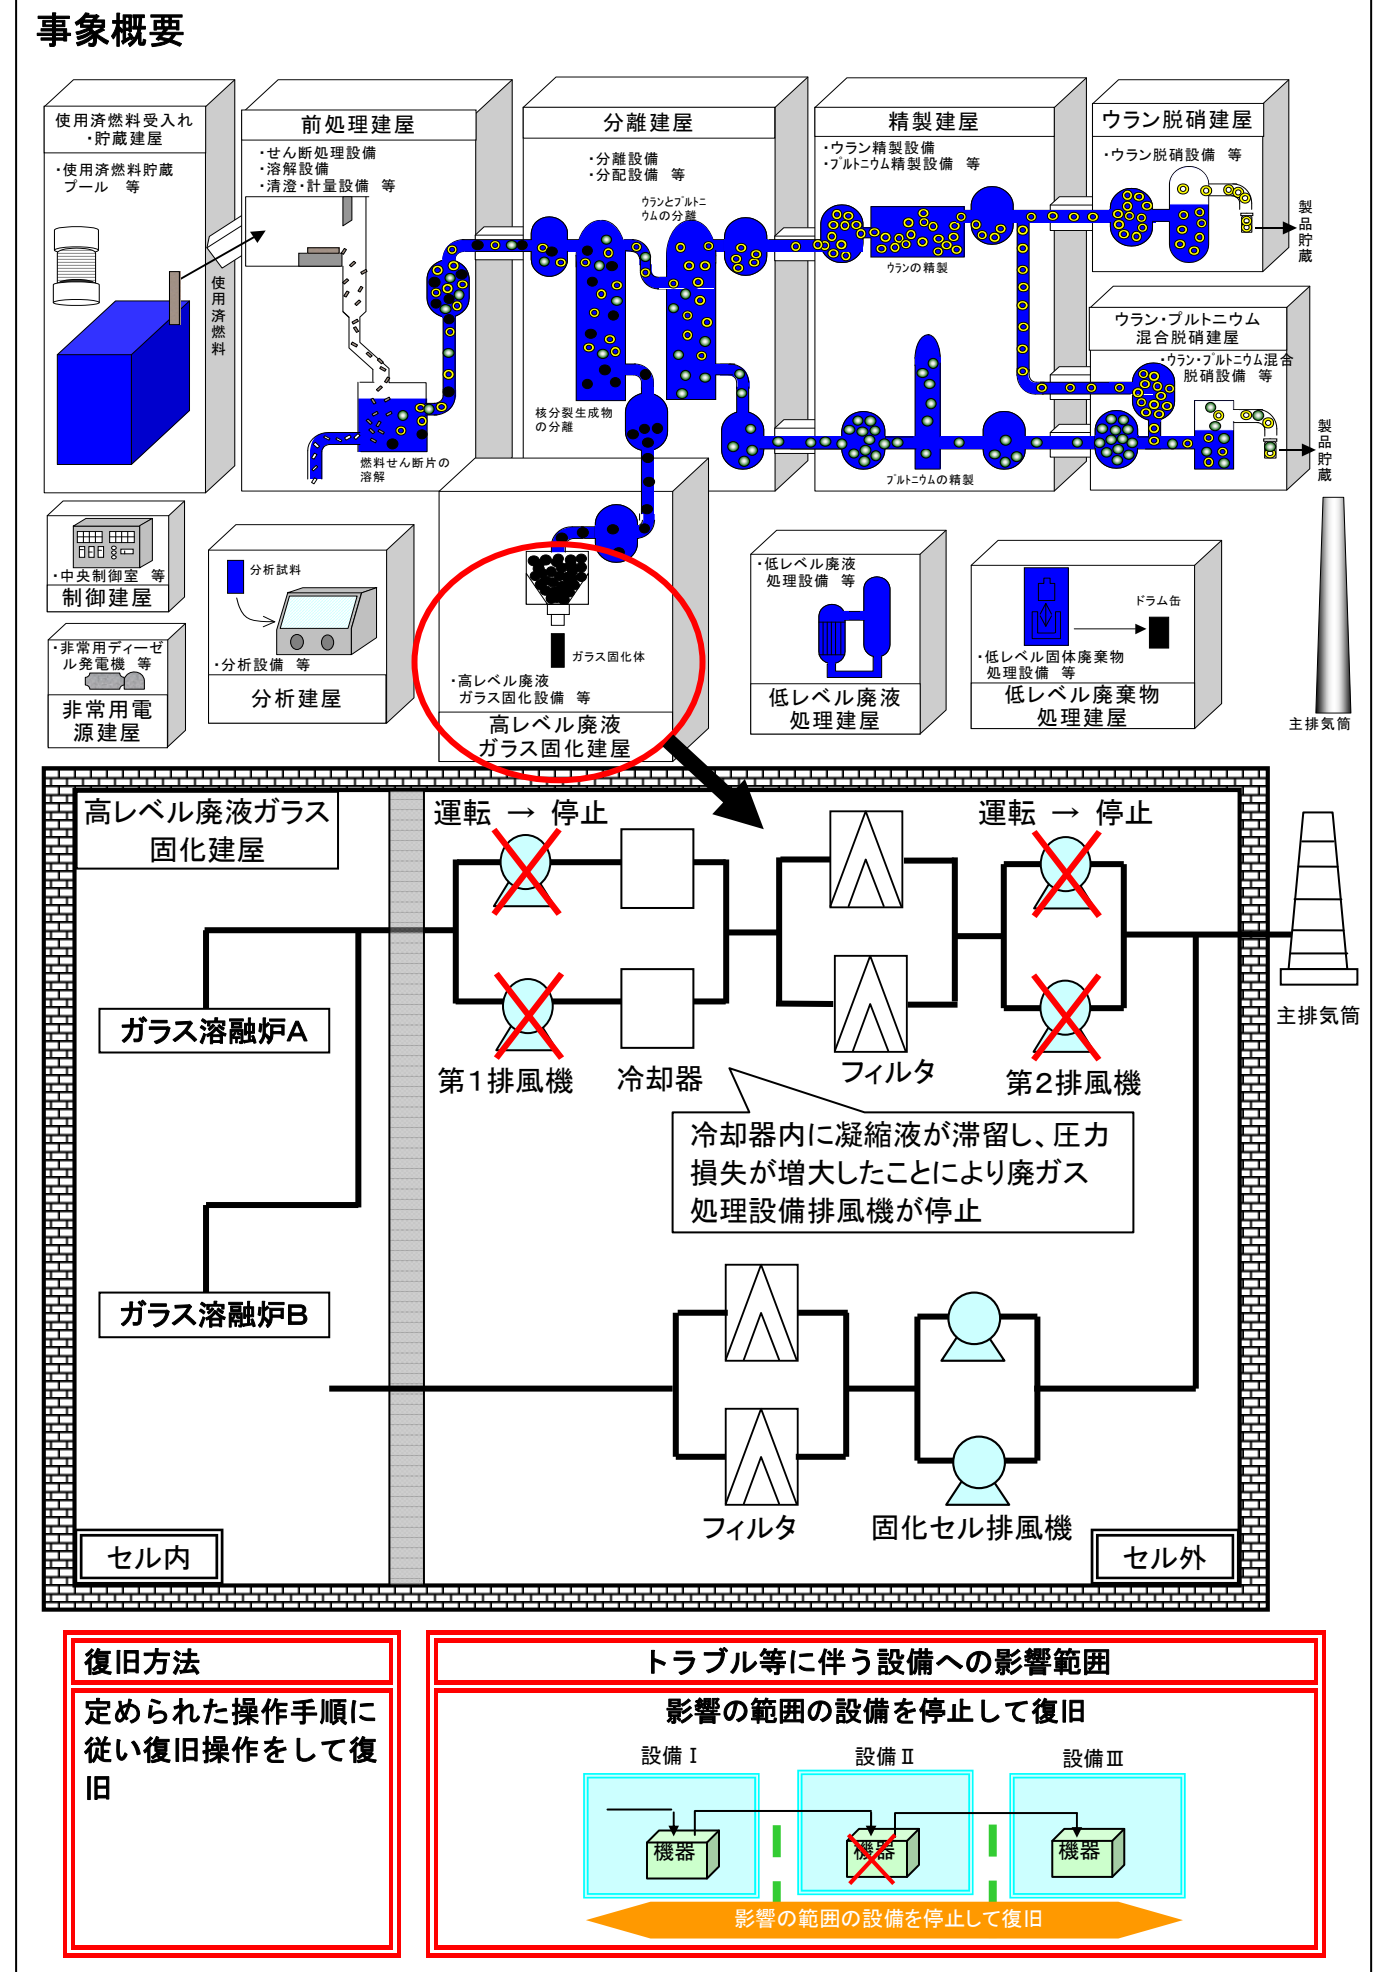 事象概要
使用済燃料受入れ
・貯蔵建屋
・使用済燃料貯蔵
プール　等
使用済燃料
前処理建屋
・せん断処理設備
・溶解設備
・清澄・計量設備　等
燃料せん断片の
溶解
分離建屋
・分離設備
・分配設備　等
ウランとプルトニ
ウムの分離
核分裂生成物
の分離
精製建屋
・ウラン精製設備
・プルトニウム精製設備　等
ウランの精製
プルトニウムの精製
ウラン脱硝建屋
・ウラン脱硝設備　等
製品貯蔵
ウラン・プルトニウム
混合脱硝建屋
・ウラン・プルトニウム混合
脱硝設備　等
製品貯蔵
・中央制御室　等
制御建屋
・非常用ディーゼ
ル発電機　等
非常用電
源建屋
分析試料
・分析設備　等
分析建屋
ガラス固化体
・高レベル廃液
ガラス固化設備　等
高レベル廃液
ガラス固化建屋
・低レベル廃液
処理設備　等
低レベル廃液
処理建屋
ドラム缶
・低レベル固体廃棄物
処理設備　等
低レベル廃棄物
処理建屋
主排気筒
高レベル廃液ガラス
固化建屋
運転 → 停止
運転 → 停止
ガラス溶融炉A
第1排風機
冷却器
フィルタ
第2排風機
主排気筒
冷却器内に凝縮液が滞留し、圧力
損失が増大したことにより廃ガス
処理設備排風機が停止
ガラス溶融炉B
フィルタ
固化セル排風機
セル内
セル外
復旧方法
定められた操作手順に
従い復旧操作をして復
旧
トラブル等に伴う設備への影響範囲
影響の範囲の設備を停止して復旧
設備Ⅰ
設備Ⅱ
設備Ⅲ
機器
機器
機器
影響の範囲の設備を停止して復旧